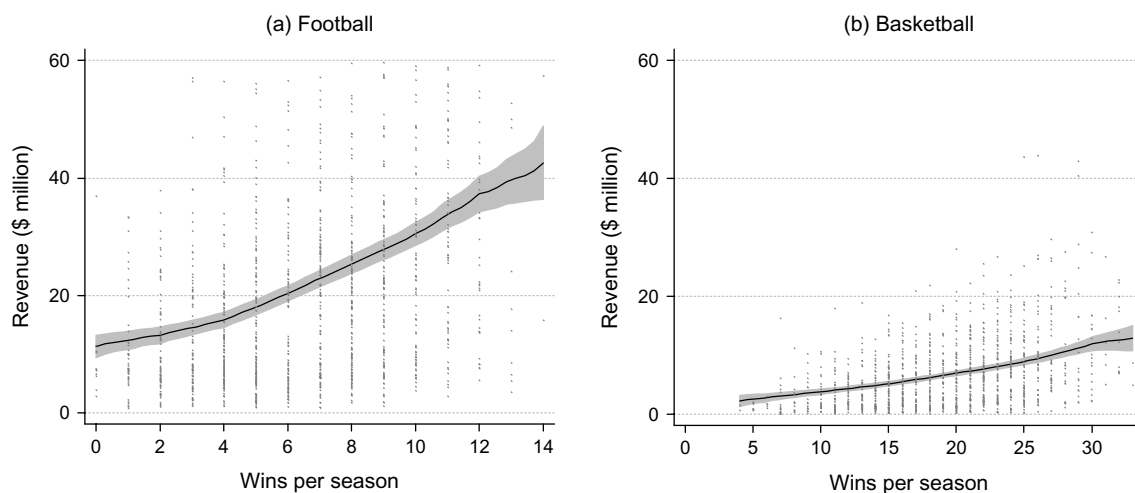 (a) Football
Revenue ($ million)
60
40
20
0
0 2 4 6 8 10 12 14
Wins per season
(b) Basketball
Revenue ($ million)
60
40
20
0
0 5 10 15 20 25 30
Wins per season